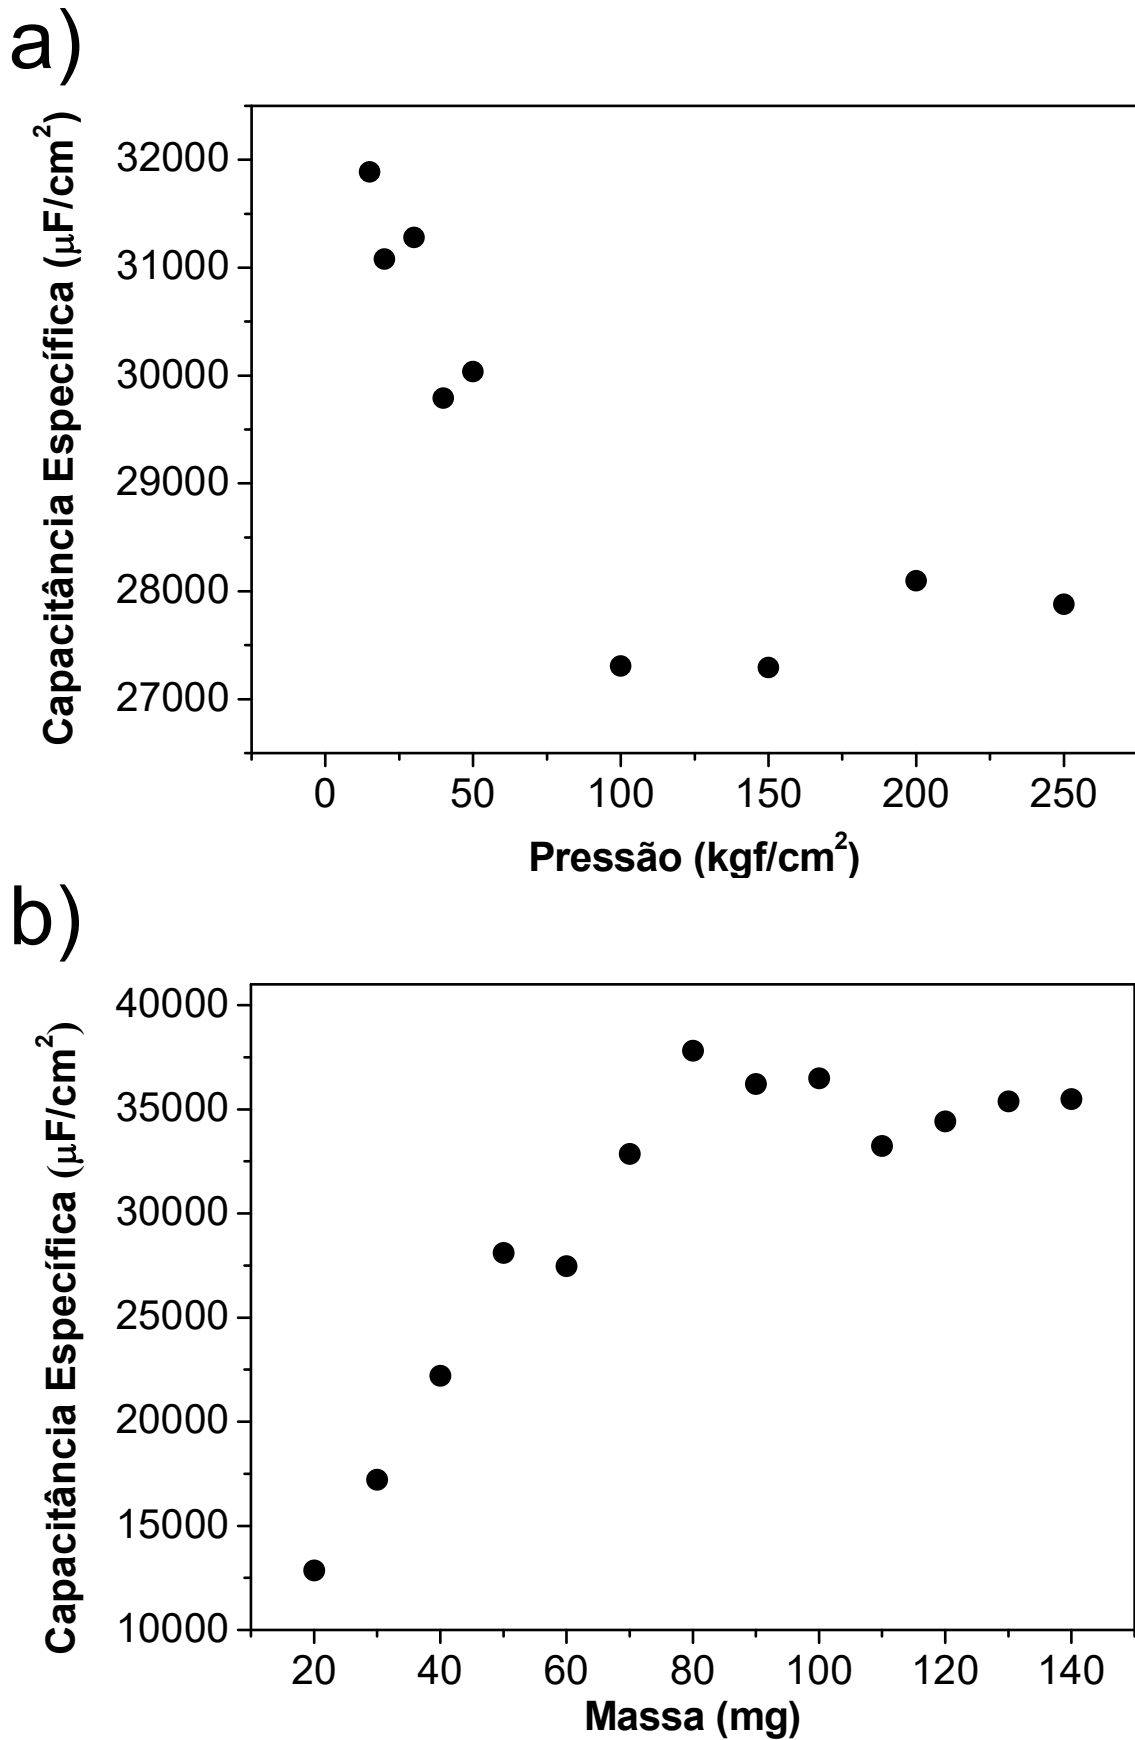 a)
Capacitância Específica (μF/cm²)
32000
31000
30000
29000
28000
27000
0 50 100 150 200 250
Pressão (kgf/cm²)
b)
Capacitância Específica (μF/cm²)
40000
35000
30000
25000
20000
15000
10000
20 40 60 80 100 120 140
Massa (mg)